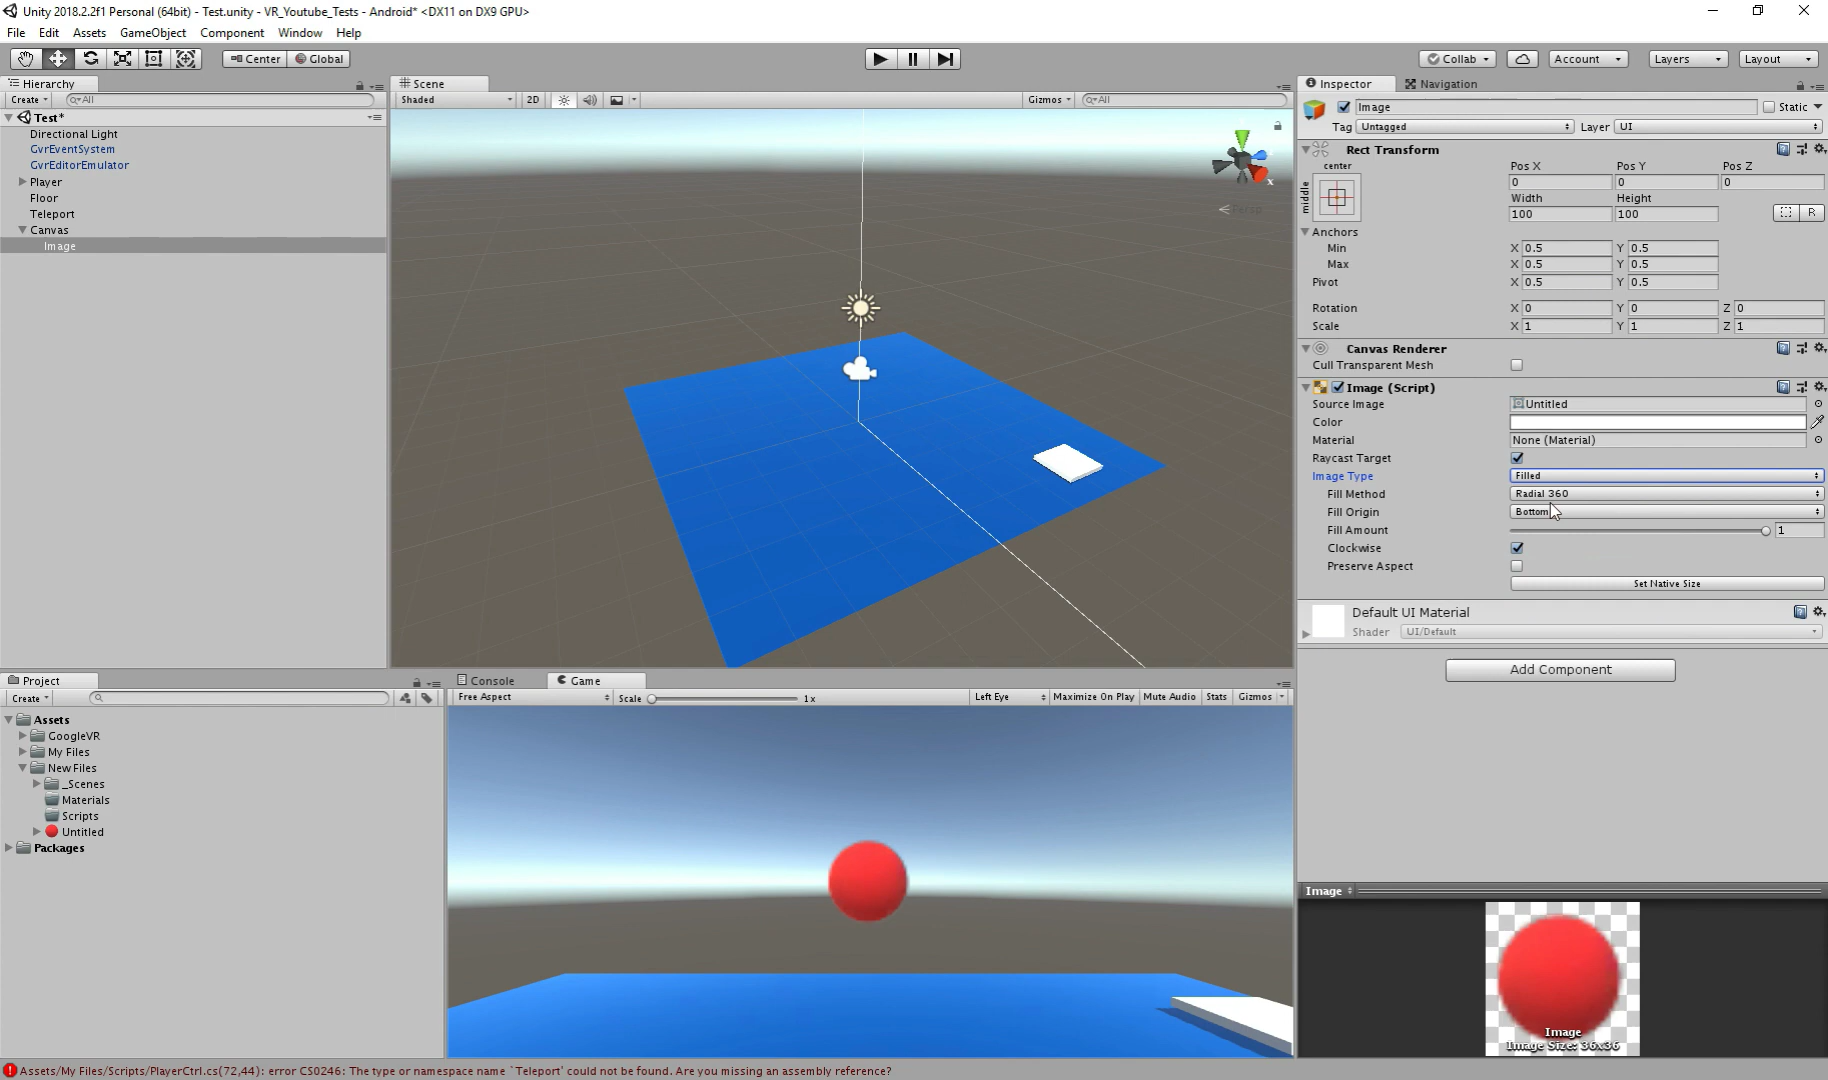 Unity 2018.2.2f1 Personal (64bit) - Test.unity - VR_Youtube_Tests - Android* <DX11 on DX9 GPU>
File Edit Assets GameObject Component Window Help
Center Global
Collab Account Layers Layout
Hierarchy
Create All
Test*
Directional Light
GvrEventSystem
GvrEditorEmulator
Player
Floor
Teleport
Canvas
Image
Scene
Shaded 2D Gizmos All
x
Persp
Inspector Navigation
Image Static
Tag Untagged Layer UI
Rect Transform
center Pos X Pos Y Pos Z
middle 0 0 0
Width Height
100 100 R
Anchors
Min X 0.5 Y 0.5
Max X 0.5 Y 0.5
Pivot X 0.5 Y 0.5
Rotation X 0 Y 0 Z 0
Scale X 1 Y 1 Z 1
Canvas Renderer
Cull Transparent Mesh
Image (Script)
Source Image Untitled
Color
Material None (Material)
Raycast Target
Image Type Filled
Fill Method Radial 360
Fill Origin Bottom
Fill Amount 1
Clockwise
Preserve Aspect
Set Native Size
Default UI Material
Shader UI/Default
Add Component
Project
Create
Assets
GoogleVR
My Files
New Files
_Scenes
Materials
Scripts
Untitled
Packages
Console Game
Free Aspect Scale 1x Left Eye Maximize On Play Mute Audio Stats Gizmos
Image
Image
Image Size: 36x36
Assets/My Files/Scripts/PlayerCtrl.cs(72,44): error CS0246: The type or namespace name `Teleport' could not be found. Are you missing an assembly reference?